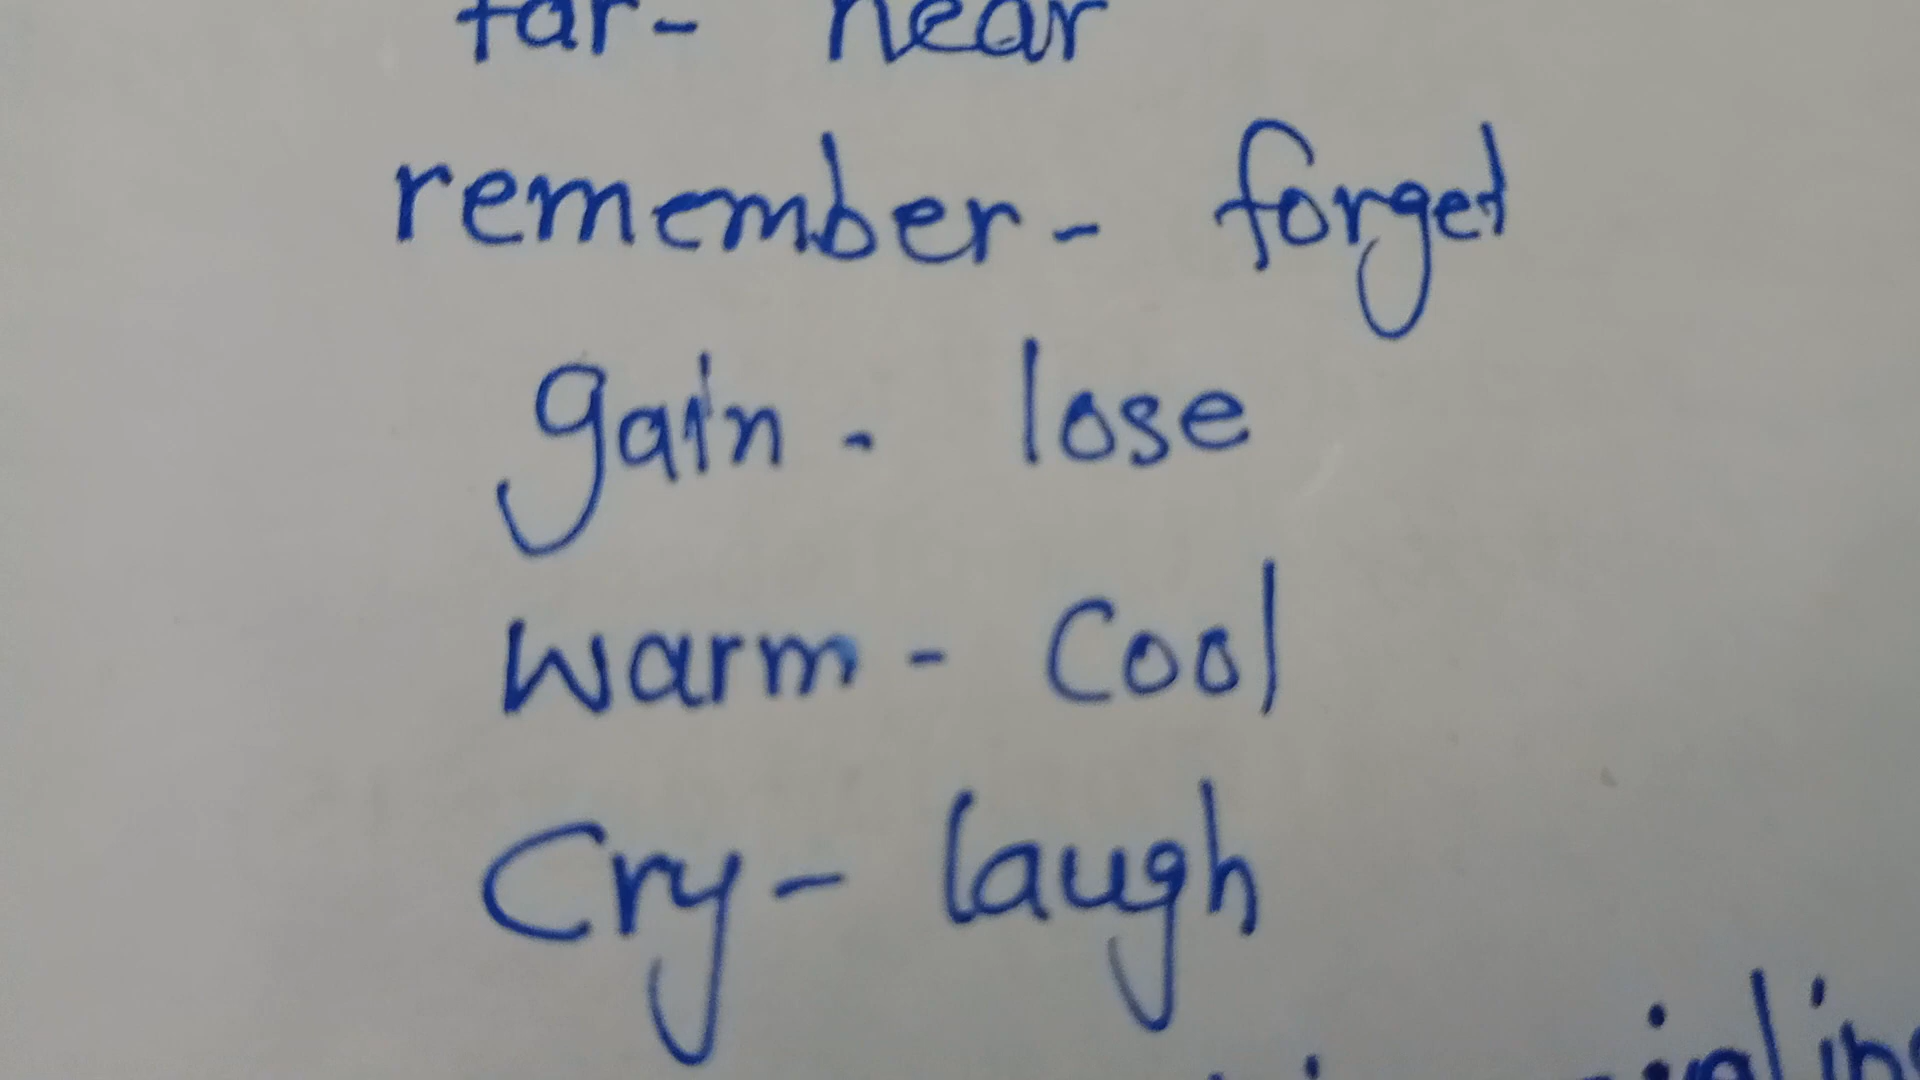 far- near
remember- forget
gain- lose
warm- Cool
Cry- laugh